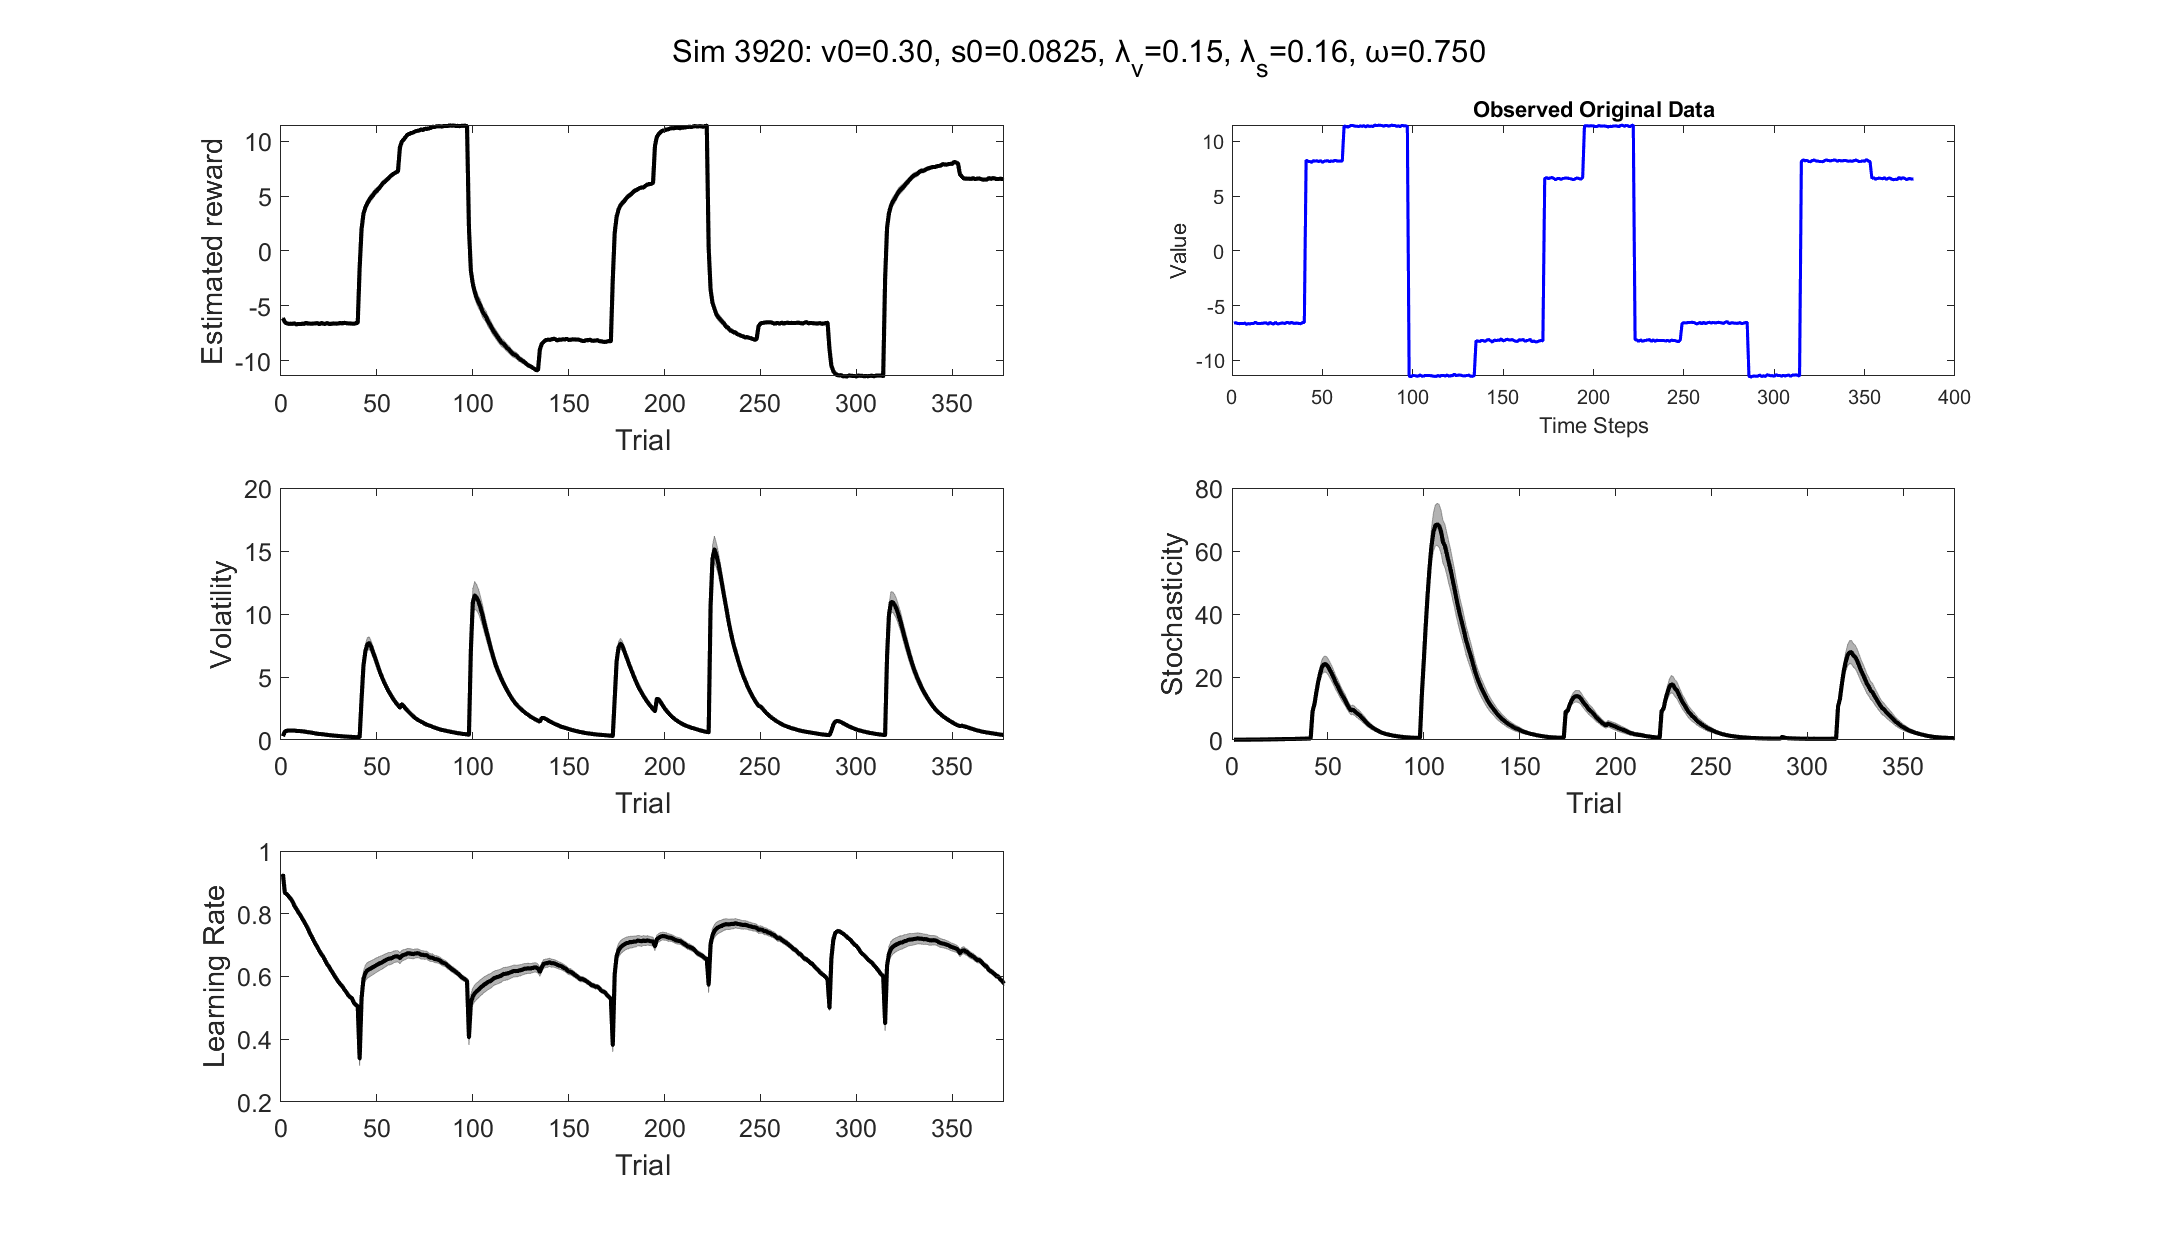 Sim 3920: v0=0.30, s0=0.0825, λv=0.15, λs=0.16, ω=0.750
Estimated reward
10
5
0
-5
-10
0 50 100 150 200 250 300 350
Trial
Observed Original Data
Value
10
5
0
-5
-10
0 50 100 150 200 250 300 350 400
Time Steps
Volatility
20
15
10
5
0
0 50 100 150 200 250 300 350
Trial
Stochasticity
80
60
40
20
0
0 50 100 150 200 250 300 350
Trial
Learning Rate
1
0.8
0.6
0.4
0.2
0 50 100 150 200 250 300 350
Trial